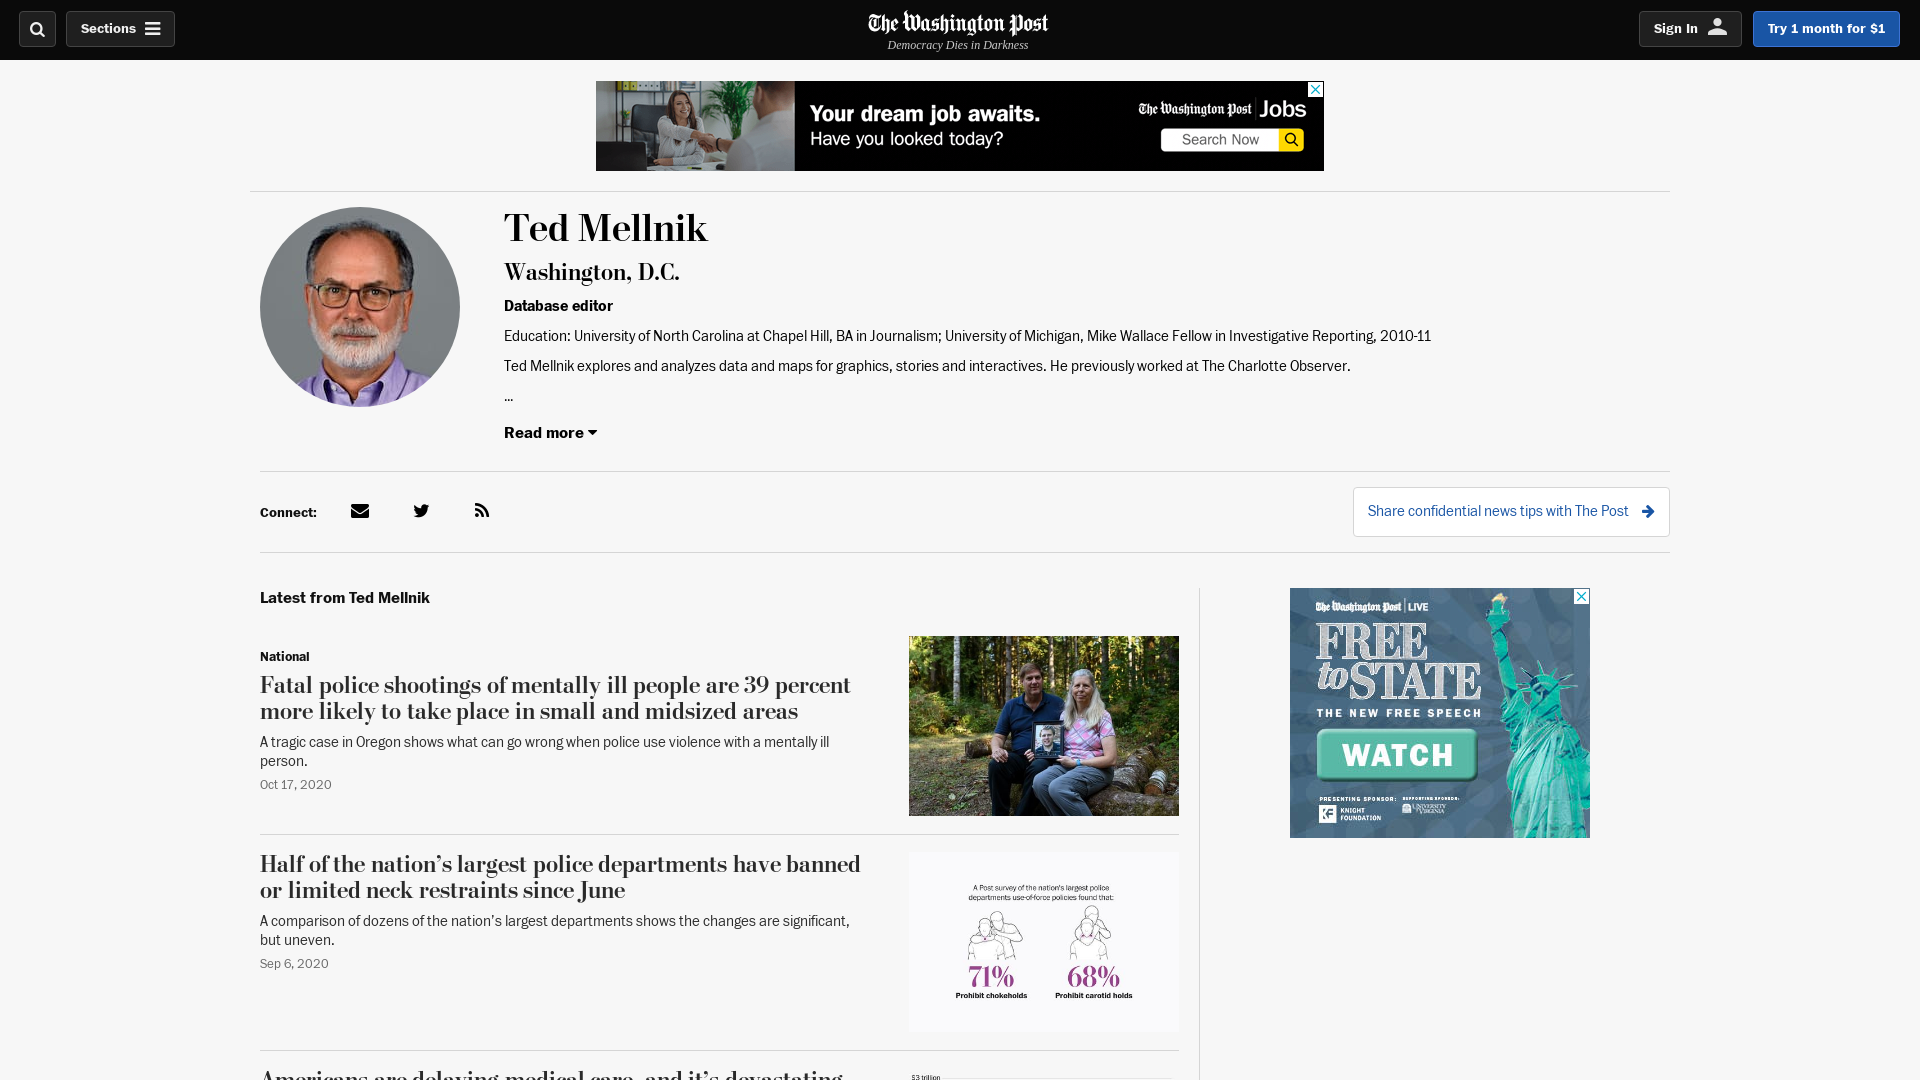 Sections
The Washington Post
Democracy Dies in Darkness
Sign In
Try 1 month for $1
Your dream job awaits.
Have you looked today?
The Washington Post Jobs
Search Now
Ted Mellnik
Washington, D.C.
Database editor
Education: University of North Carolina at Chapel Hill, BA in Journalism; University of Michigan, Mike Wallace Fellow in Investigative Reporting, 2010-11
Ted Mellnik explores and analyzes data and maps for graphics, stories and interactives. He previously worked at The Charlotte Observer.
...
Read more
Connect:
Share confidential news tips with The Post
Latest from Ted Mellnik
National
Fatal police shootings of mentally ill people are 39 percent
more likely to take place in small and midsized areas
A tragic case in Oregon shows what can go wrong when police use violence with a mentally ill
person.
Oct 17, 2020
The Washington Post LIVE
FREE
to STATE
THE NEW FREE SPEECH
WATCH
PRESENTING SPONSOR:
SUPPORTING SPONSOR:
KF KNIGHT
FOUNDATION
UNIVERSITY
of VIRGINIA
Half of the nation’s largest police departments have banned
or limited neck restraints since June
A comparison of dozens of the nation’s largest departments shows the changes are significant,
but uneven.
Sep 6, 2020
A Post survey of the nation's largest police
departments use-of-force policies found that:
71%
68%
Prohibit chokeholds
Prohibit carotid holds
Americans are delaying medical care, and it’s devastating
$3 trillion